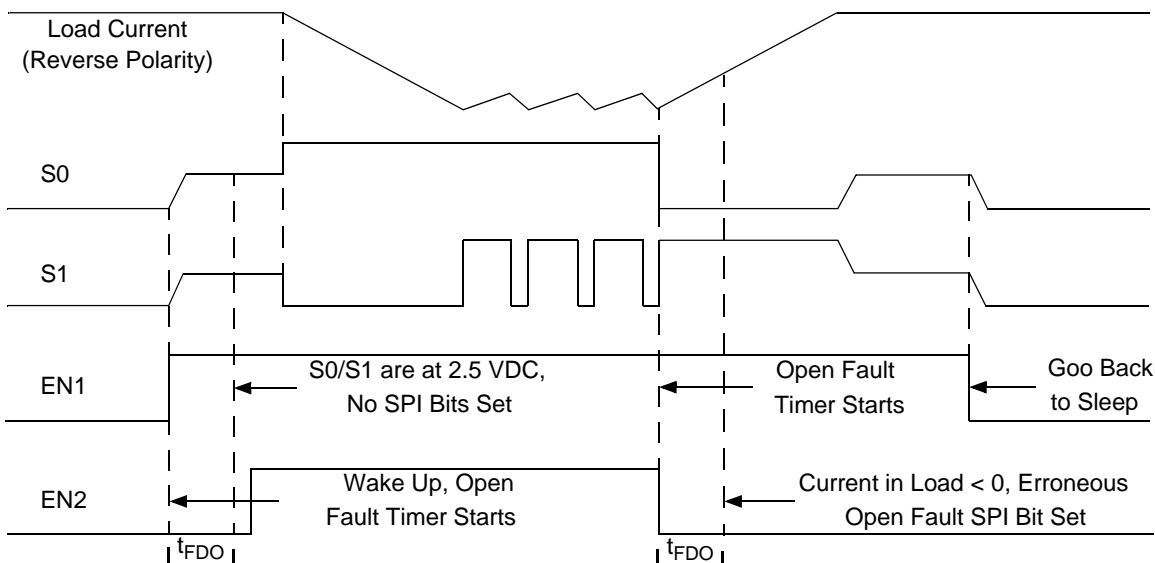 Load Current
(Reverse Polarity)
S0
S1
EN1
S0/S1 are at 2.5 VDC,
No SPI Bits Set
Open Fault
Timer Starts
Goo Back
to Sleep
EN2
Wake Up, Open
Fault Timer Starts
Current in Load < 0, Erroneous
Open Fault SPI Bit Set
tFDO
tFDO